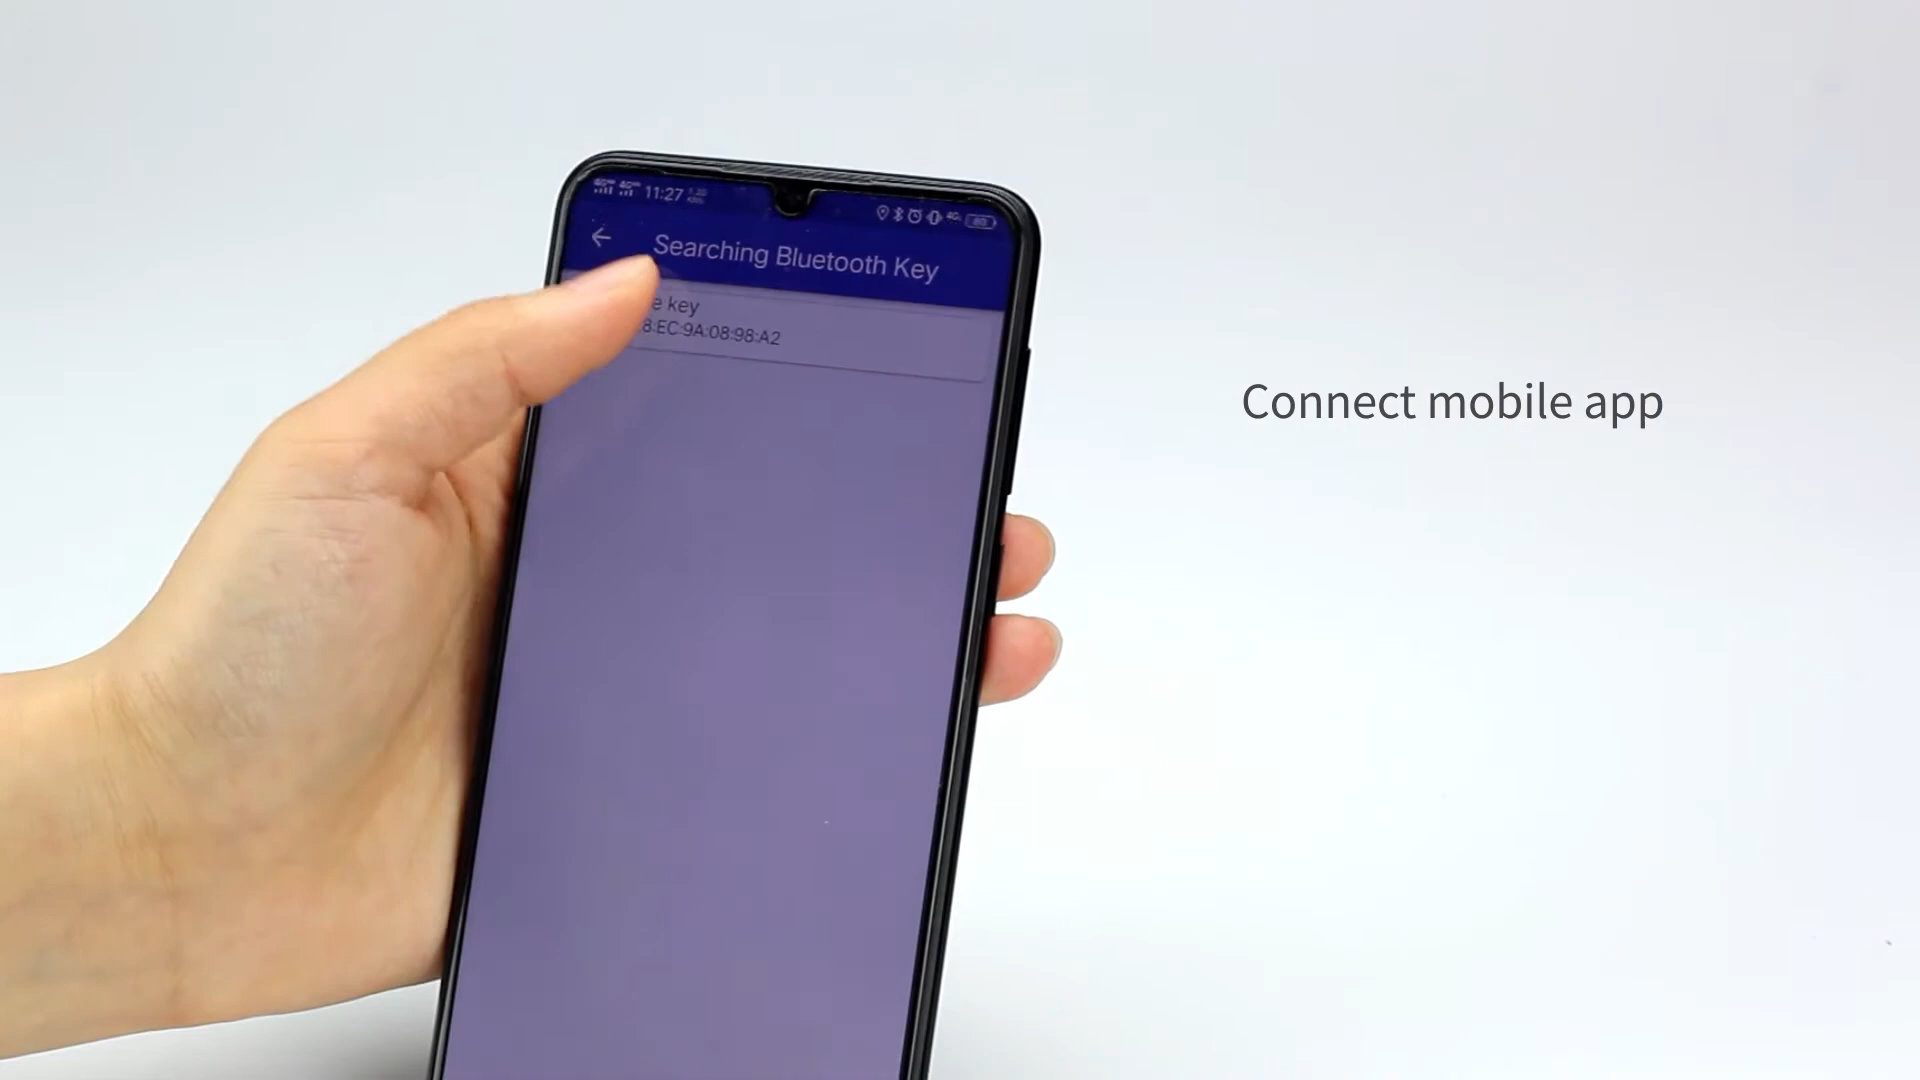 11:27
Searching Bluetooth Key
e key
8:EC:9A:08:98:A2
Connect mobile app